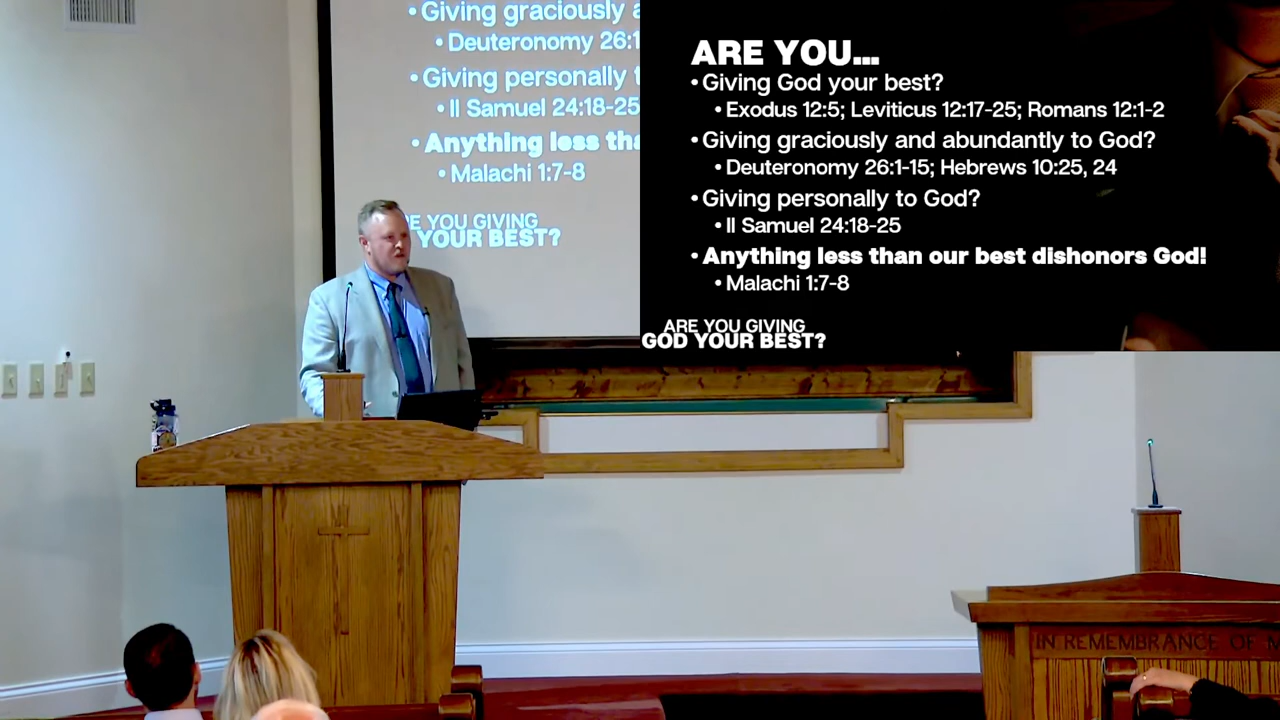 Giving graciously a
Deuteronomy 26:1
Giving personally t
II Samuel 24:18-25
Anything less tha
Malachi 1:7-8
RE YOU GIVING
YOUR BEST?
ARE YOU...
•Giving God your best?
•Exodus 12:5; Leviticus 12:17-25; Romans 12:1-2
•Giving graciously and abundantly to God?
•Deuteronomy 26:1-15; Hebrews 10:25, 24
•Giving personally to God?
•II Samuel 24:18-25
•Anything less than our best dishonors God!
•Malachi 1:7-8
ARE YOU GIVING
GOD YOUR BEST?
IN REMEMBRANCE OF M